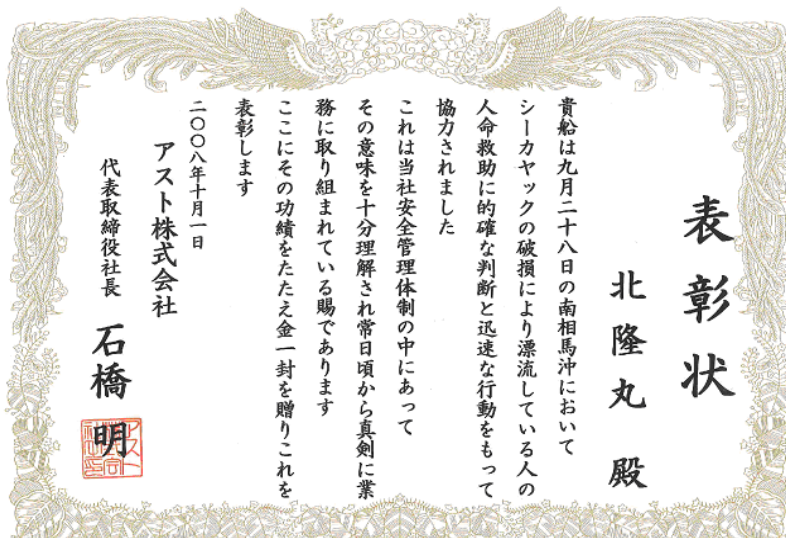 表彰状
北隆丸 殿
貴船は九月二十八日の南相馬沖において
シーカヤックの破損により漂流している人の
人命救助に的確な判断と迅速な行動をもって
協力されました
これは当社安全管理体制の中にあって
その意味を十分理解され常日頃から真剣に業
務に取り組まれている賜であります
ここにその功績をたたえ金一封を贈りこれを
表彰します
二〇〇八年十月一日
アスト株式会社
代表取締役社長 石橋 明